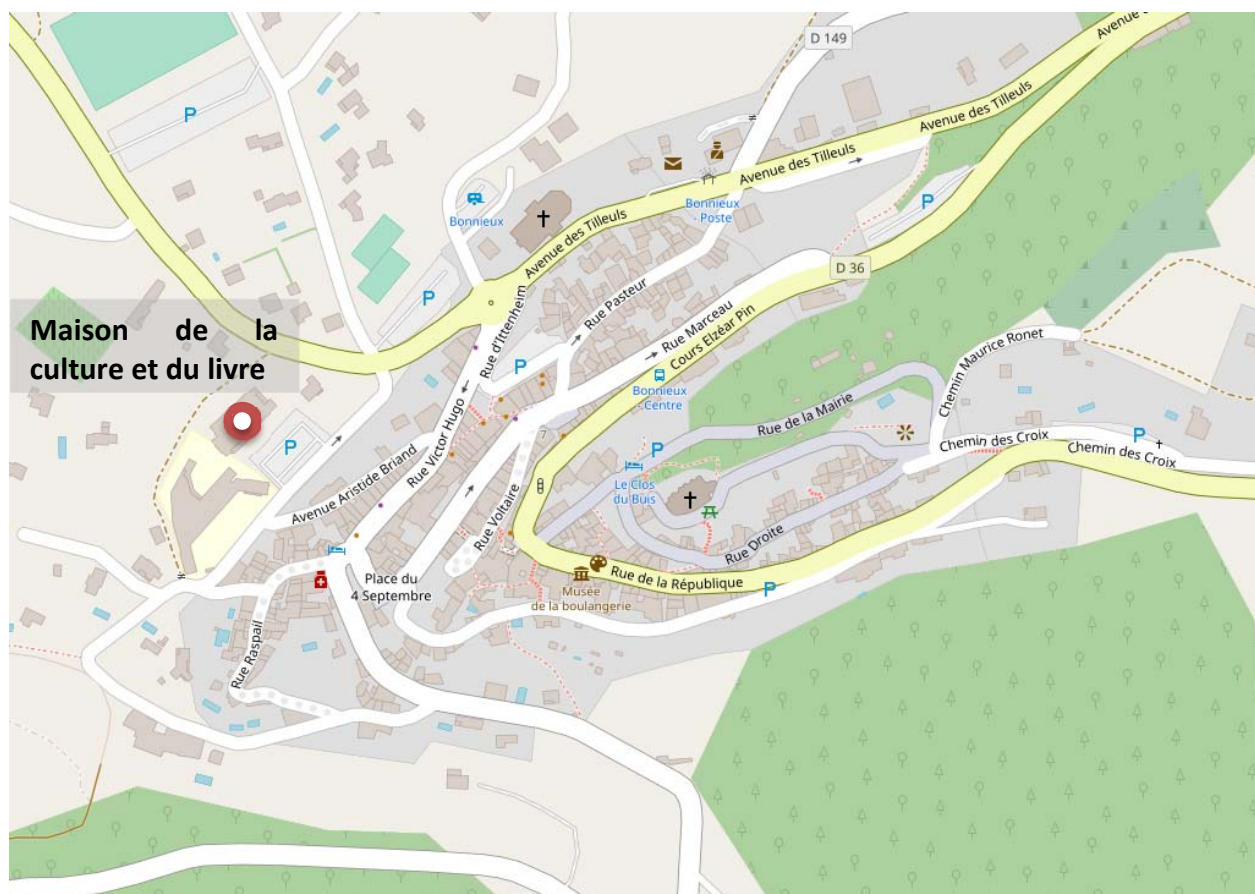 D 149
Avenue des Tilleuls
P
Avenue des Tilleuls
Avenue des Tilleuls
Bonnieux
Bonnieux
- Poste
P
Avenue des Tilleuls
D 36
P
Rue d'Ittenheim
Rue Pasteur
Rue Marceau
Cours Elzéar Pin
Maison de la
culture et du livre
P
Bonnieux
- Centre
Chemin Maurice Ronet
Rue de la Mairie
7
P
P
Rue Victor Hugo
Avenue Aristide Briand
Chemin des Croix
P
Chemin des Croix
Le Clos
du Buis
Rue Voltaire
Rue Droite
Place du
4 Septembre
Rue de la République
P
Musée
de la boulangerie
Rue Raspail